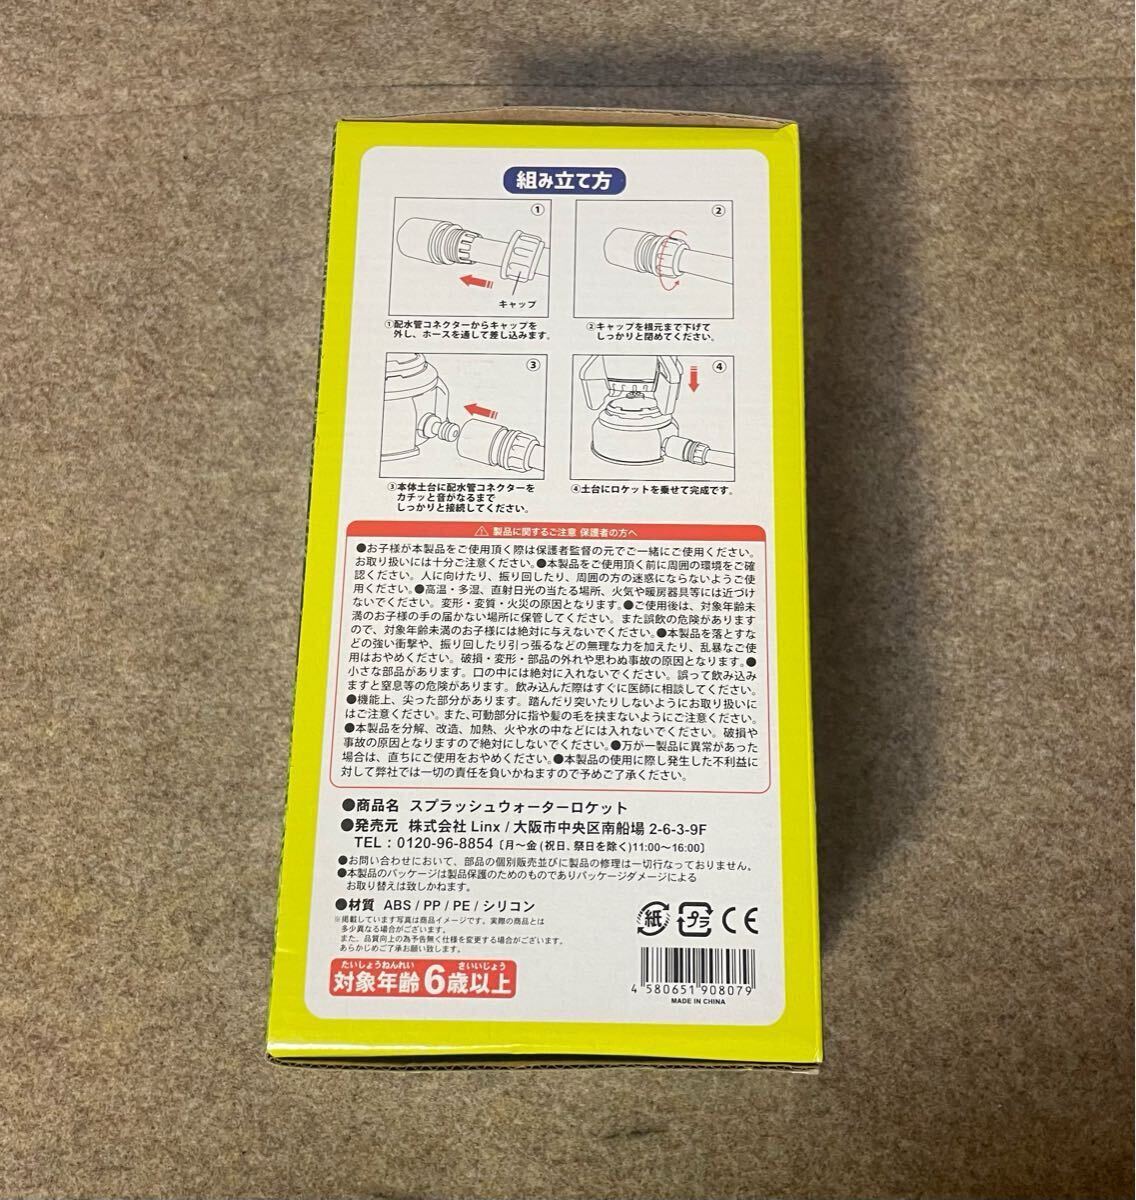 組み立て方
①
キャップ
①配水管コネクターからキャップを
外し、ホースを通して差し込みます。
②
②キャップを根元まで下げて
しっかりと閉めてください。
③
③本体土台に配水管コネクターを
カチッと音がなるまで
しっかりと接続してください。
④
④土台にロケットを乗せて完成です。
⚠ 製品に関するご注意 保護者の方へ
●お子様が本製品をご使用頂く際は保護者監督の元でご一緒にご使用ください。
お取り扱いには十分ご注意ください。●本製品をご使用頂く前に周囲の環境をご確
認ください。人に向けたり、振り回したり、周囲の方の迷惑にならないようご使
用ください。●高温・多湿、直射日光の当たる場所、火気や暖房器具等には近づけ
ないでください。変形・変質・火災の原因となります。●ご使用後は、対象年齢未
満のお子様の手の届かない場所に保管してください。また誤飲の危険があります
ので、対象年齢未満のお子様には絶対に与えないでください。●本製品を落とすな
どの強い衝撃や、振り回したり引っ張るなどの無理な力を加えたり、乱暴なご使
用はおやめください。破損・変形・部品の外れや思わぬ事故の原因となります。●
小さな部品があります。口の中には絶対に入れないでください。誤って飲み込み
ますと窒息等の危険があります。飲み込んだ際はすぐに医師に相談してください。
●機能上、尖った部分があります。踏んだり突いたりしないようにお取り扱いに
はご注意ください。また、可動部分に指や髪の毛を挟まないようにご注意ください。
●本製品を分解、改造、加熱、火や水の中などには入れないでください。破損や
事故の原因となりますので絶対にしないでください。●万が一製品に異常があった
場合は、直ちにご使用をおやめください。●本製品の使用に際し発生した不利益に
対して弊社では一切の責任を負いかねますので予めご了承ください。
●商品名 スプラッシュウォーターロケット
●発売元 株式会社 Linx / 大阪市中央区南船場 2-6-3-9F
TEL：0120-96-8854〔月〜金(祝日、祭日を除く)11:00〜16:00〕
●お問い合わせにおいて、部品の個別販売並びに製品の修理は一切行なっておりません。
●本製品のパッケージは製品保護のためのものでありパッケージダメージによる
お取り替えは致しかねます。
●材質 ABS / PP / PE / シリコン
※掲載しています写真は商品イメージです。実際の商品とは
多少異なる場合がございます。
また、品質向上の為予告無く仕様を変更する場合がございます。
あらかじめご了承お願い致します。
たいしょうねんれい さいいじょう
対象年齢 6歳以上
紙 プラ CE
4 580651 908079
MADE IN CHINA